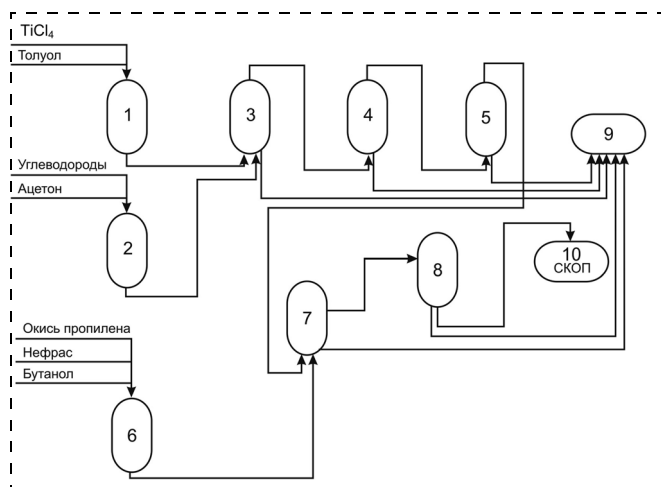 TiCl₄
Толуол
1
3
4
5
9
Углеводороды
Ацетон
2
8
10
СКОП
7
Окись пропилена
Нефрас
Бутанол
6